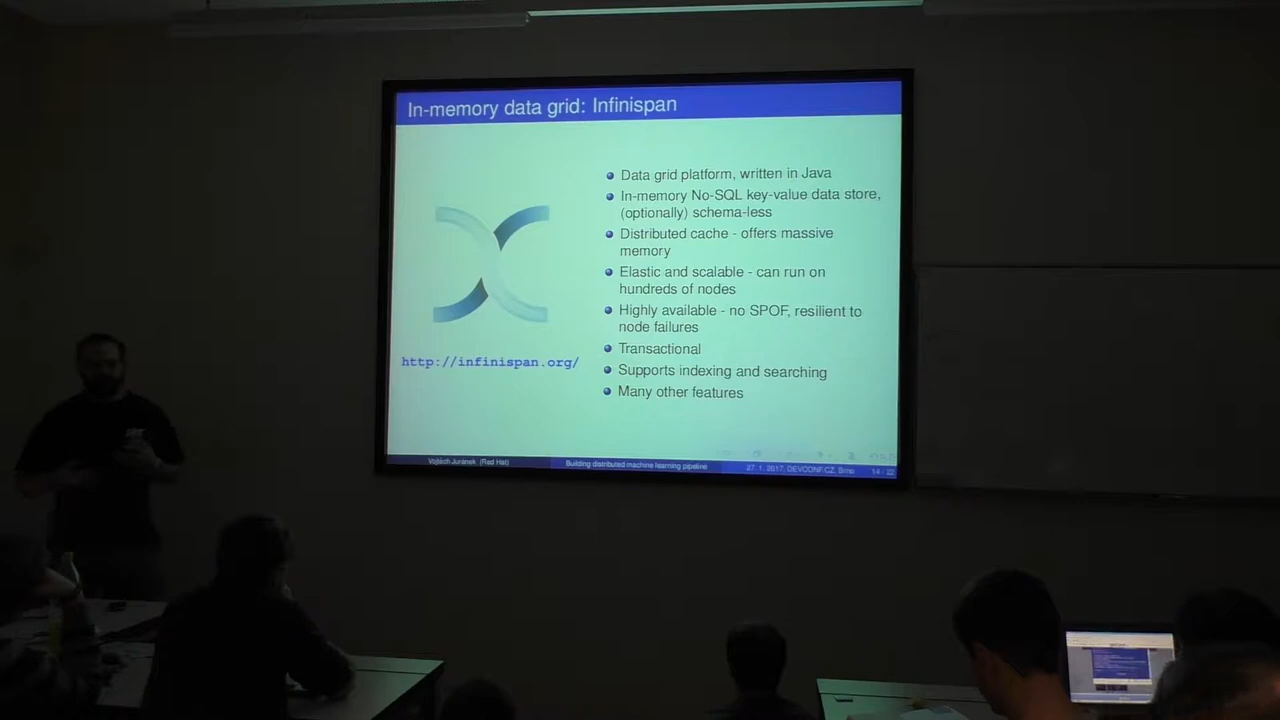 In-memory data grid: Infinispan
Data grid platform, written in Java
In-memory No-SQL key-value data store,
(optionally) schema-less
Distributed cache - offers massive
memory
Elastic and scalable - can run on
hundreds of nodes
Highly available - no SPOF, resilient to
node failures
Transactional
Supports indexing and searching
Many other features
http://infinispan.org/
Vojtěch Juránek (Red Hat)
Building distributed machine learning pipeline
27. 1. 2017, DEVCONF.CZ, Brno
14 / 22